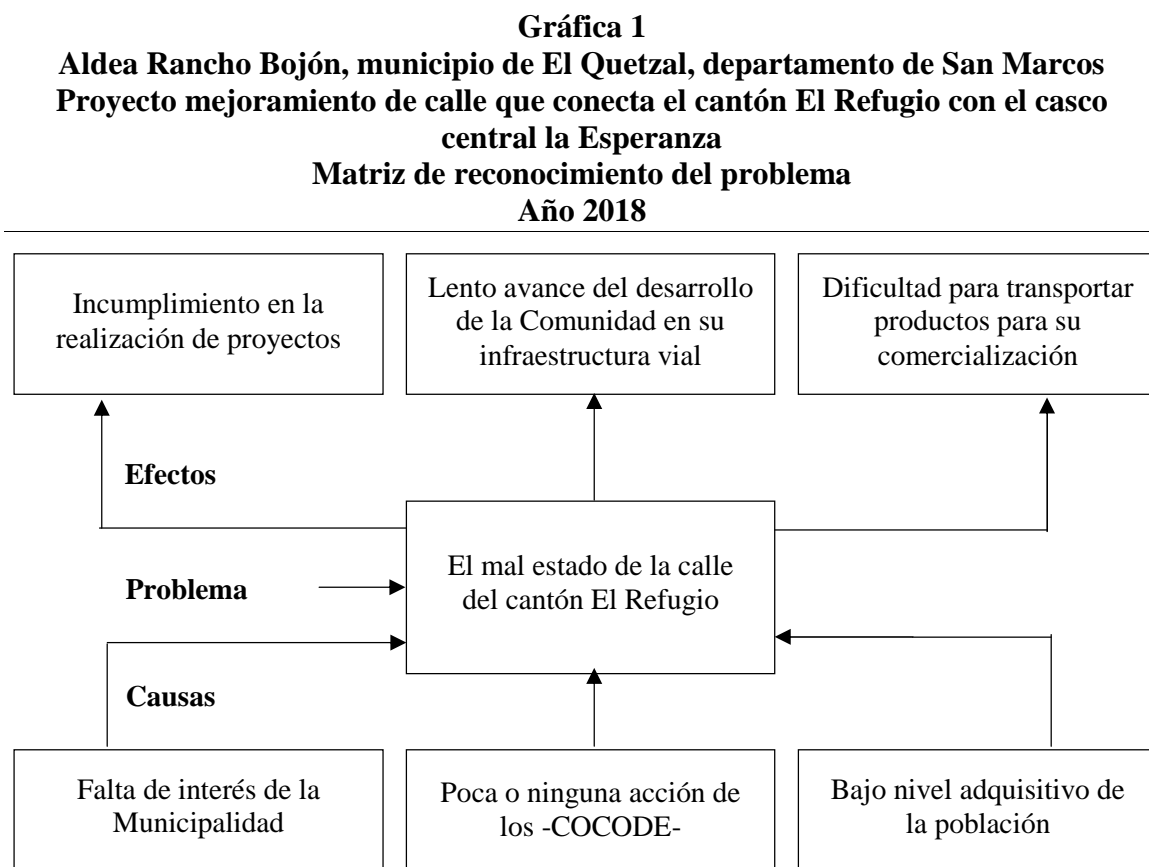 Gráfica 1
Aldea Rancho Bojón, municipio de El Quetzal, departamento de San Marcos
Proyecto mejoramiento de calle que conecta el cantón El Refugio con el casco
central la Esperanza
Matriz de reconocimiento del problema
Año 2018
Incumplimiento en la
realización de proyectos
Lento avance del desarrollo
de la Comunidad en su
infraestructura vial
Dificultad para transportar
productos para su
comercialización
Efectos
Problema
El mal estado de la calle
del cantón El Refugio
Causas
Falta de interés de la
Municipalidad
Poca o ninguna acción de
los -COCODE-
Bajo nivel adquisitivo de
la población